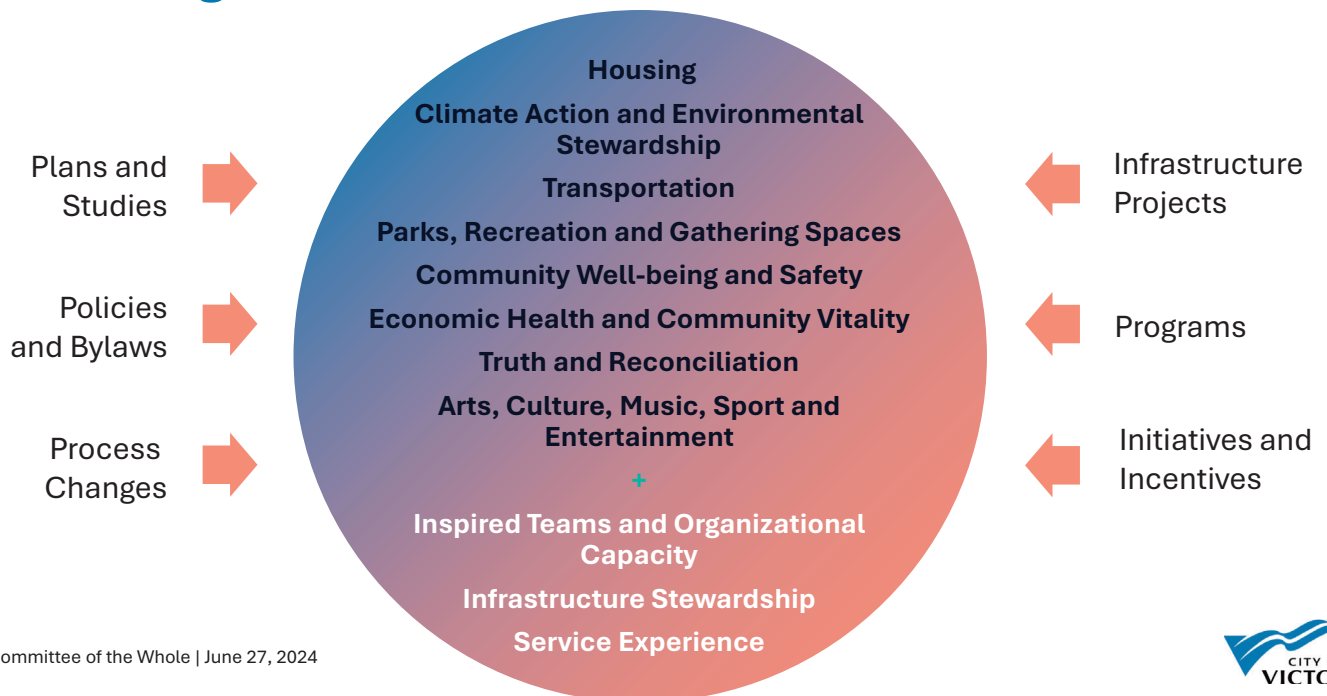 Plans and
Studies
Policies
and Bylaws
Process
Changes
Housing
Climate Action and Environmental
Stewardship
Transportation
Parks, Recreation and Gathering Spaces
Community Well-being and Safety
Economic Health and Community Vitality
Truth and Reconciliation
Arts, Culture, Music, Sport and
Entertainment
+
Inspired Teams and Organizational
Capacity
Infrastructure Stewardship
Service Experience
Infrastructure
Projects
Programs
Initiatives and
Incentives
ommittee of the Whole | June 27, 2024
CITY
VICTO